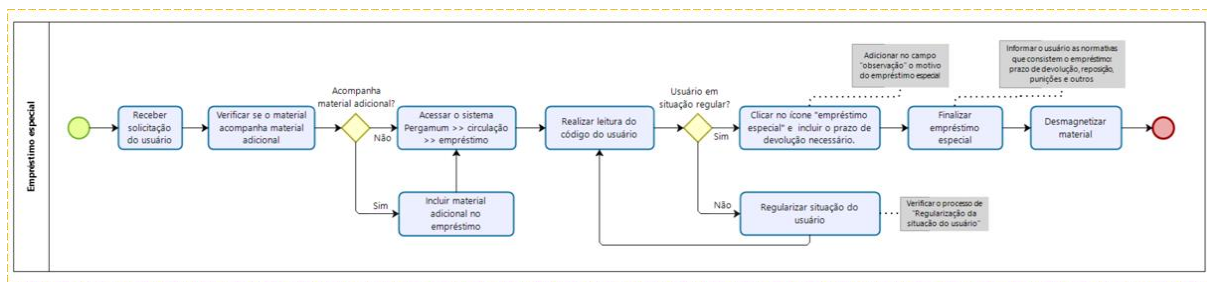 Empréstimo especial
Receber
solicitação
do usuário
Verificar se o material
acompanha material
adicional
Acompanha
material adicional?
Não
Sim
Acessar o sistema
Pergamum >> circulação
>> empréstimo
Incluir material
adicional no
empréstimo
Realizar leitura do
código do usuário
Usuário em
situação regular?
Sim
Não
Clicar no ícone "empréstimo
especial" e incluir o prazo de
devolução necessário.
Adicionar no campo
"observação" o motivo
do empréstimo especial
Regularizar situação do
usuário
Verificar o processo de
"Regularização da
situação do usuário"
Finalizar
empréstimo
especial
Informar o usuário as normativas
que consistem o empréstimo:
prazo de devolução, reposição,
punições e outros
Desmagnetizar
material